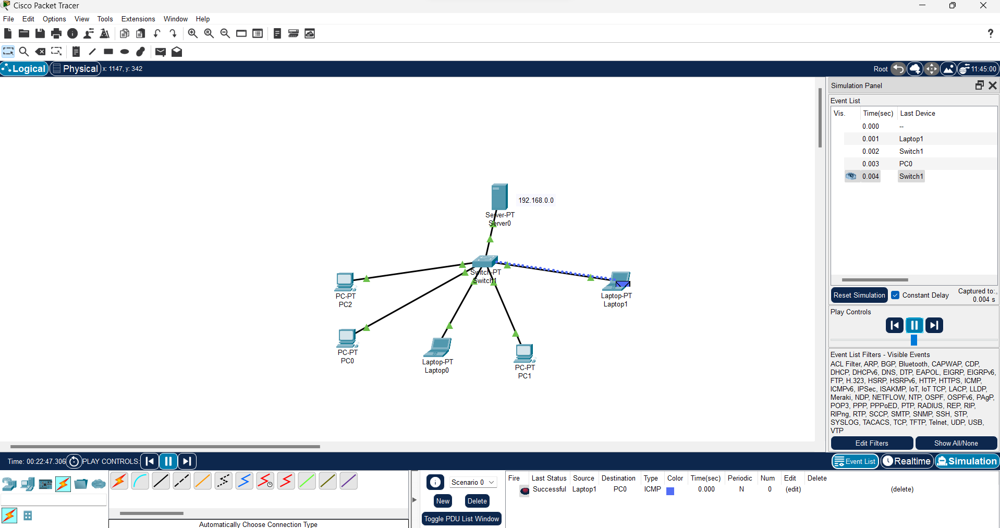 Cisco Packet Tracer
File Edit Options View Tools Extensions Window Help
Logical Physical x: 1147, y: 342 Root 11:45:00
Simulation Panel
Event List
Vis. Time(sec) Last Device
0.000 --
0.001 Laptop1
0.002 Switch1
0.003 PC0
0.004 Switch1
192.168.0.0
Server-PT
Server0
Switch-PT
Switch1
PC-PT
PC2
Laptop-PT
Laptop1
PC-PT
PC0
Laptop-PT
Laptop0
PC-PT
PC1
Reset Simulation Constant Delay Captured to:
0.004 s
Play Controls
Event List Filters - Visible Events
ACL Filter, ARP, BGP, Bluetooth, CAPWAP, CDP,
DHCP, DHCPv6, DNS, DTP, EAPOL, EIGRP, EIGRPv6,
FTP, H.323, HSRP, HSRPv6, HTTP, HTTPS, ICMP,
ICMPv6, IPSec, ISAKMP, IoT, IoT TCP, LACP, LLDP,
Meraki, NDP, NETFLOW, NTP, OSPF, OSPFv6, PAgP,
POP3, PPP, PPPoED, PTP, RADIUS, REP, RIP,
RIPng, RTP, SCCP, SMTP, SNMP, SSH, STP,
SYSLOG, TACACS, TCP, TFTP, Telnet, UDP, USB,
VTP
Edit Filters Show All/None
Time: 00:22:47.306 PLAY CONTROLS: Event List Realtime Simulation
Scenario 0
New Delete
Toggle PDU List Window
Fire Last Status Source Destination Type Color Time(sec) Periodic Num Edit Delete
Successful Laptop1 PC0 ICMP 0.000 N 0 (edit) (delete)
Automatically Choose Connection Type